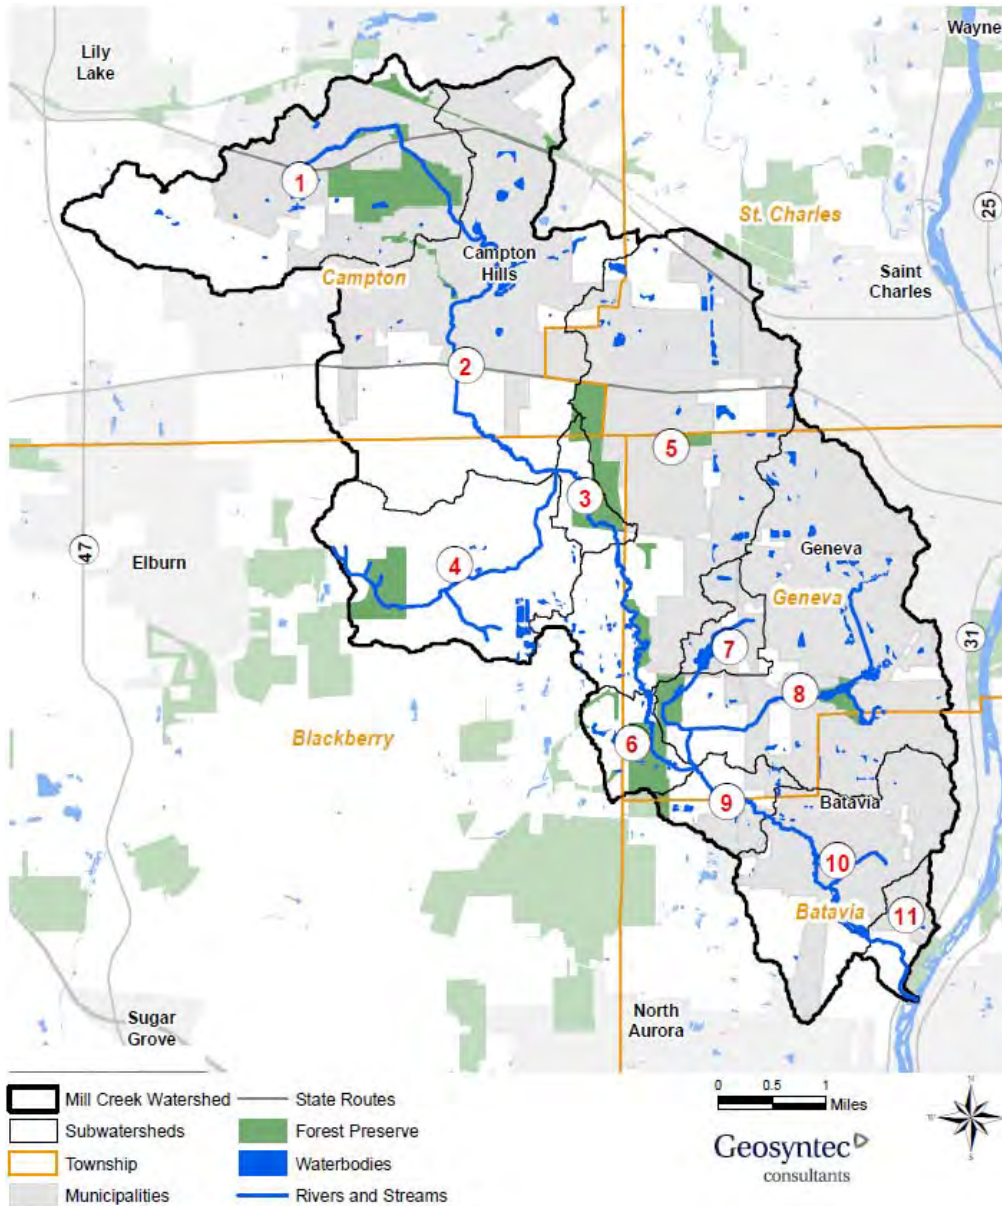 Wayne
Lily
Lake
1
25
St. Charles
Campton
Hills
Campton
Saint
Charles
2
5
3
47
Elburn
4
Geneva
Geneva
31
7
8
Blackberry
6
9
Batavia
10
11
Batavia
Sugar
Grove
North
Aurora
Mill Creek Watershed
State Routes
Subwatersheds
Forest Preserve
Township
Waterbodies
Municipalities
Rivers and Streams
0 0.5 1
Miles
Geosyntec
consultants
N
S